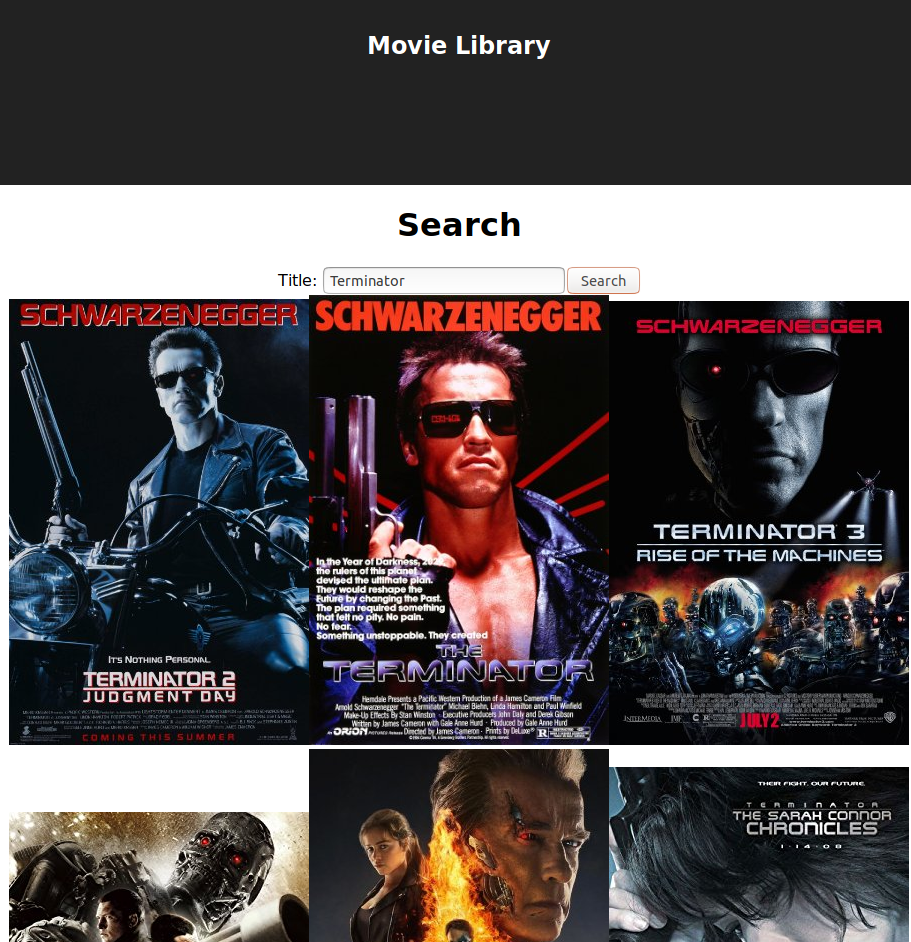 Movie Library
Search
Title: Terminator Search
SCHWARZENEGGER
IT'S NOTHING PERSONAL.
TERMINATOR 2
JUDGMENT DAY
COMING THIS SUMMER
SCHWARZENEGGER
In the Year of Darkness,
the rulers of this planet
devised the ultimate plan.
They would reshape the
Future by changing the Past.
The plan required something
that felt no pity. No pain.
No fear.
Something unstoppable. They created
THE
TERMINATOR
Hemdale Presents a Pacific Western Production of a James Cameron Film
Arnold Schwarzenegger "The Terminator" Michael Biehn, Linda Hamilton and Paul Winfield
Make-Up Effects By Stan Winston · Executive Producers John Daly and Derek Gibson
Written by James Cameron with Gale Anne Hurd · Produced by Gale Anne Hurd
ORION PICTURES Release Directed by James Cameron · Prints by DeLuxe® R
SCHWARZENEGGER
TERMINATOR 3
RISE OF THE MACHINES
INTERMEDIA IMF C R
JULY 2
THEIR FIGHT. OUR FUTURE.
TERMINATOR
THE SARAH CONNOR
CHRONICLES
1-14-08